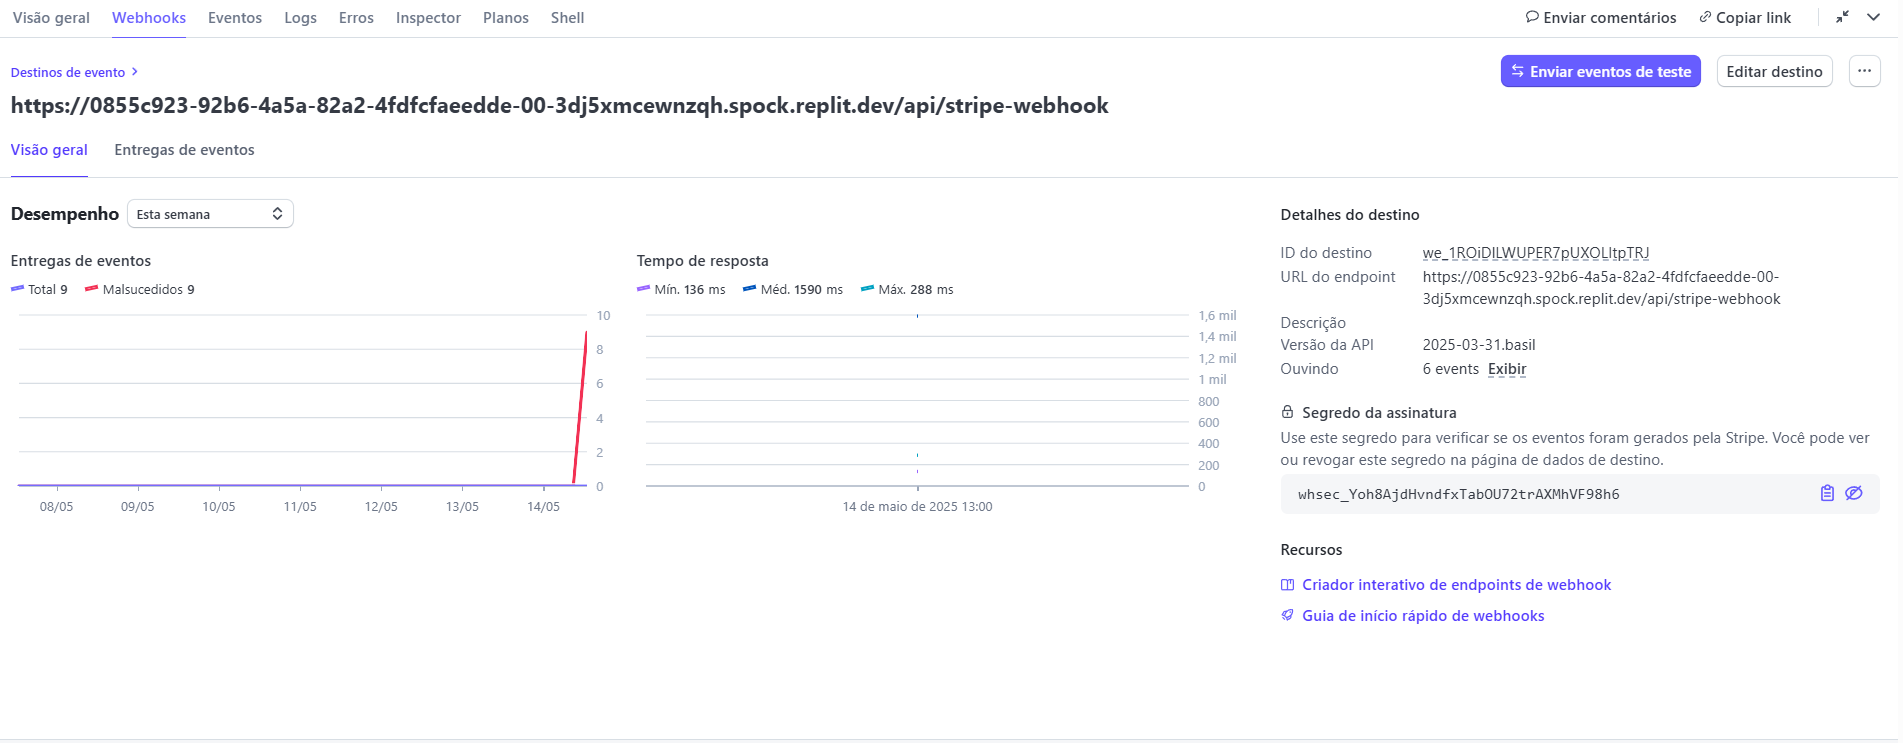 Visão geral Webhooks Eventos Logs Erros Inspector Planos Shell Enviar comentários Copiar link
Destinos de evento
Enviar eventos de teste Editar destino ...
https://0855c923-92b6-4a5a-82a2-4fdfcfaeedde-00-3dj5xmcewnzqh.spock.replit.dev/api/stripe-webhook
Visão geral Entregas de eventos
Desempenho Esta semana
Entregas de eventos
Total 9 Malsucedidos 9
10
8
6
4
2
0
08/05 09/05 10/05 11/05 12/05 13/05 14/05
Tempo de resposta
Mín. 136 ms Méd. 1590 ms Máx. 288 ms
1,6 mil
1,4 mil
1,2 mil
1 mil
800
600
400
200
0
14 de maio de 2025 13:00
Detalhes do destino
ID do destino we_1ROiDILWUPER7pUXOLItpTRJ
URL do endpoint https://0855c923-92b6-4a5a-82a2-4fdfcfaeedde-00-
3dj5xmcewnzqh.spock.replit.dev/api/stripe-webhook
Descrição
Versão da API 2025-03-31.basil
Ouvindo 6 events Exibir
Segredo da assinatura
Use este segredo para verificar se os eventos foram gerados pela Stripe. Você pode ver
ou revogar este segredo na página de dados de destino.
whsec_Yoh8AjdHvndfxTabOU72trAXMhVF98h6
Recursos
Criador interativo de endpoints de webhook
Guia de início rápido de webhooks